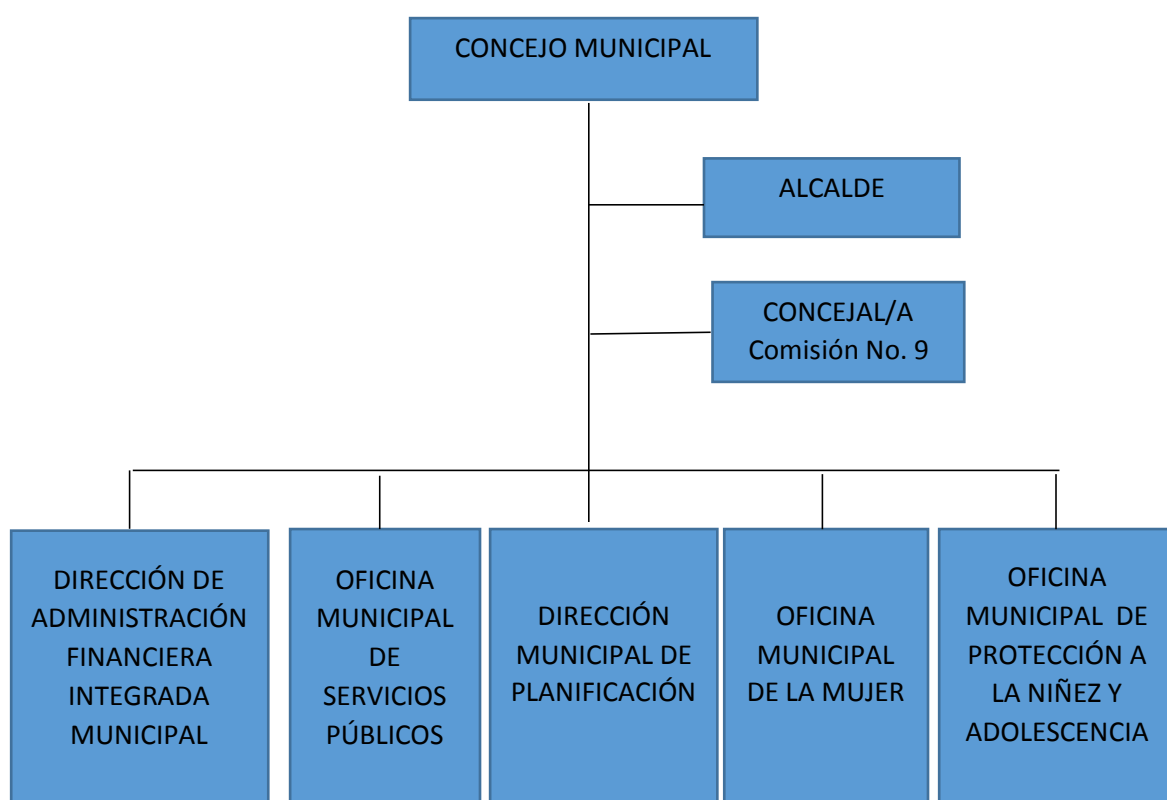 CONCEJO MUNICIPAL
ALCALDE
CONCEJAL/A
Comisión No. 9
DIRECCIÓN DE
ADMINISTRACIÓN
FINANCIERA
INTEGRADA
MUNICIPAL
OFICINA
MUNICIPAL
DE
SERVICIOS
PÚBLICOS
DIRECCIÓN
MUNICIPAL DE
PLANIFICACIÓN
OFICINA
MUNICIPAL
DE LA MUJER
OFICINA
MUNICIPAL DE
PROTECCIÓN A
LA NIÑEZ Y
ADOLESCENCIA